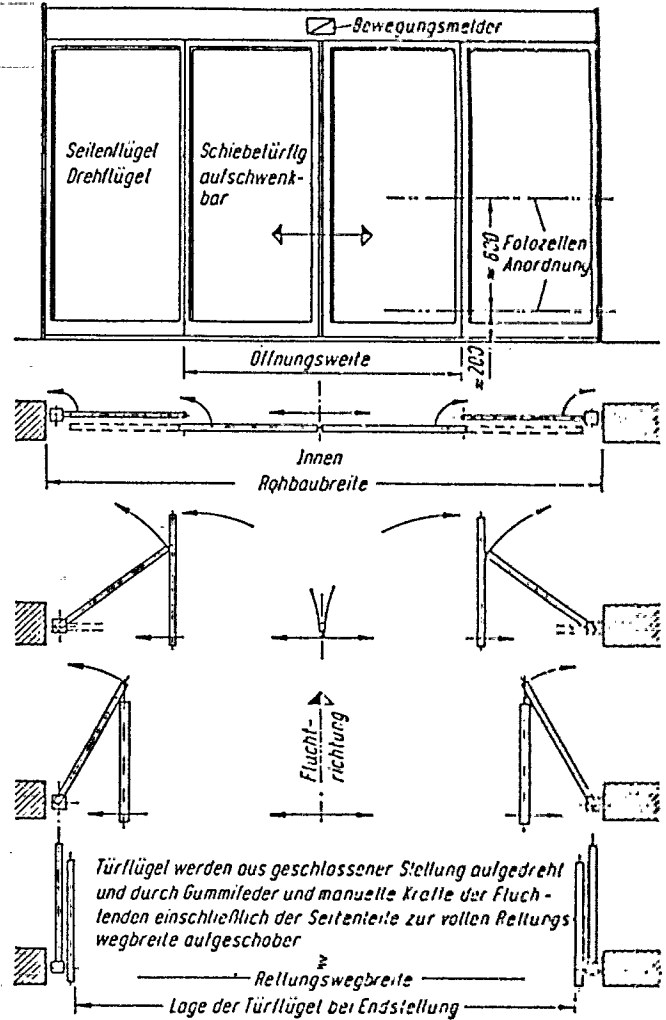 Bewegungsmelder
Seitenflügel
Drehflügel
Schiebetürflg
aufschwenk-
bar
≈ 600
Fotozellen
Anordnung
≈ 200
Öffnungsweite
Innen
Rohbaubreite
Flucht-
richtung
Türflügel werden aus geschlossener Stellung aufgedreht
und durch Gummifeder und manuelle Kräfte der Flüch-
tenden einschließlich der Seitenteile zur vollen Rettungs
wegbreite aufgeschoben
≈
Rettungswegbreite
Lage der Türflügel bei Endstellung